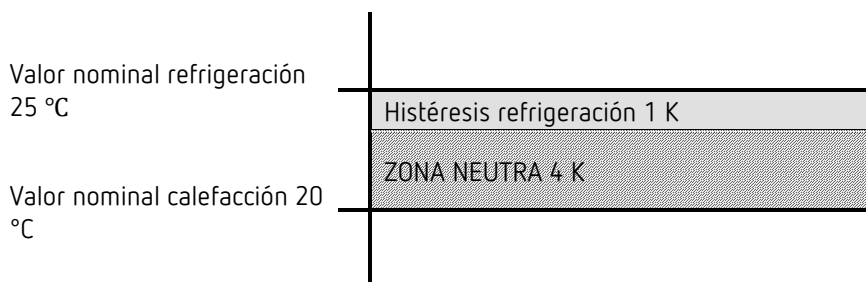 Valor nominal refrigeración
25 °C
Histéresis refrigeración 1 K
ZONA NEUTRA 4 K
Valor nominal calefacción 20
°C